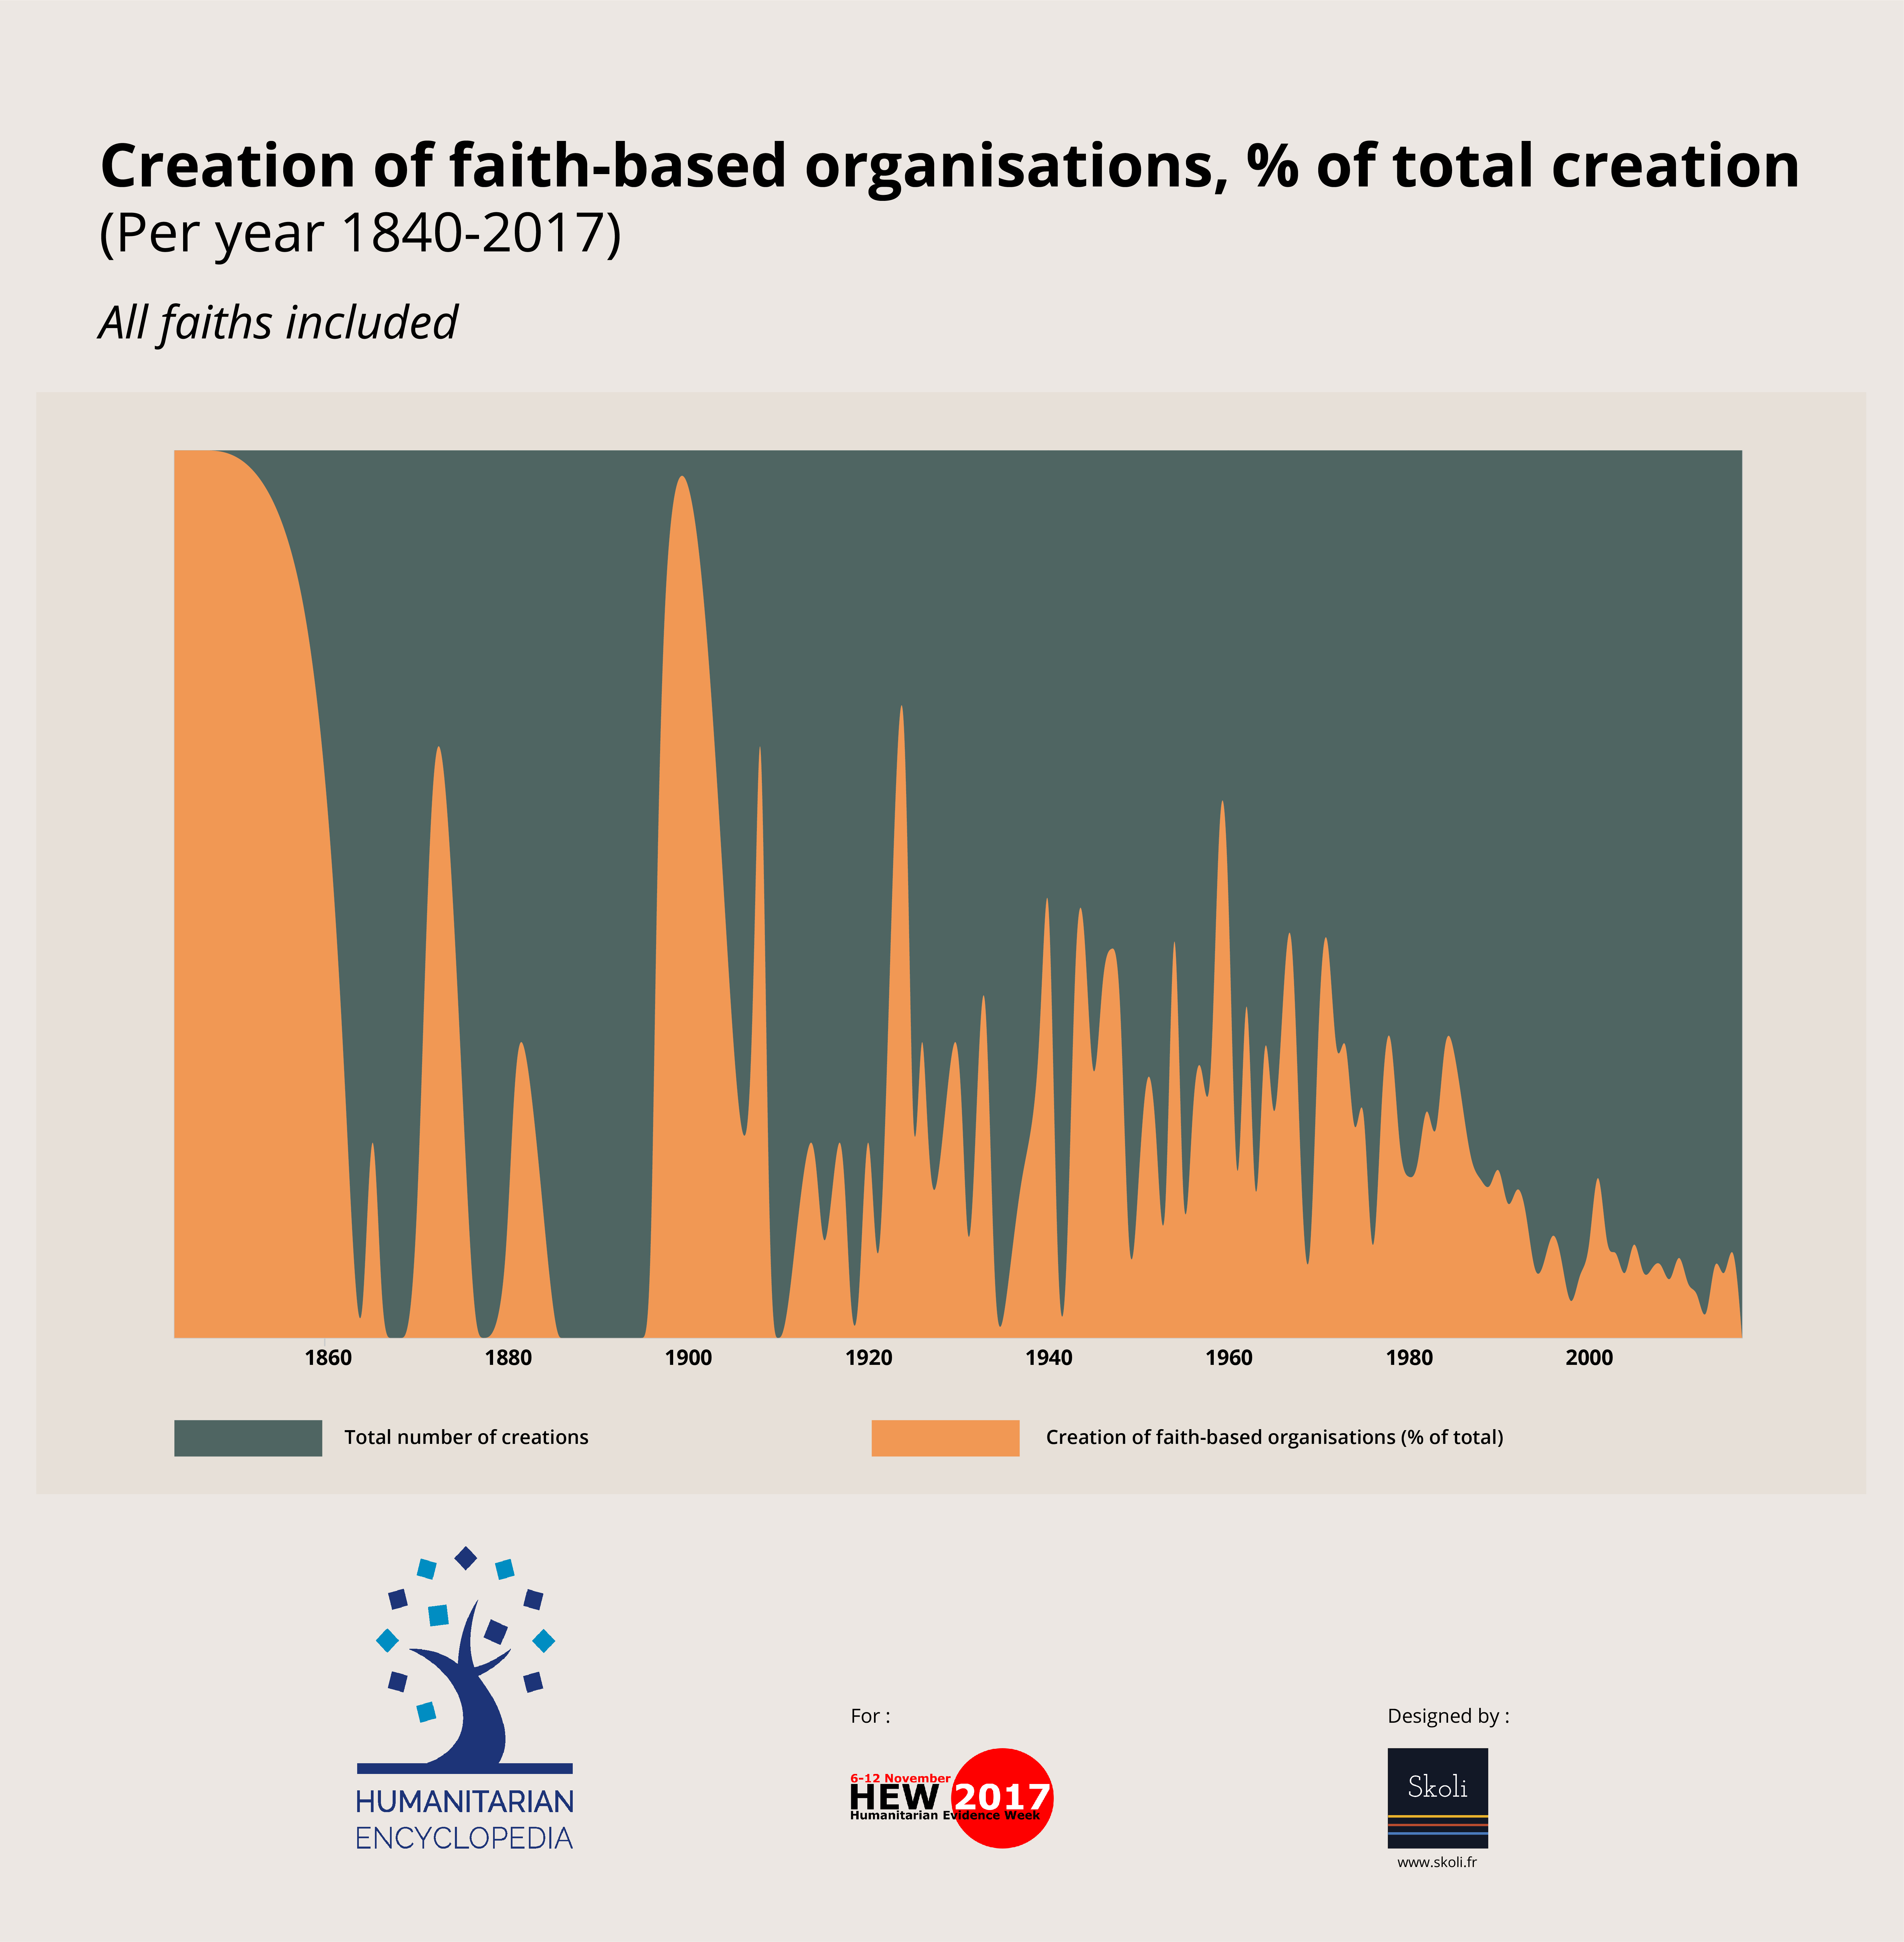 Creation of faith-based organisations, % of total creation
(Per year 1840-2017)
All faiths included
1860 1880 1900 1920 1940 1960 1980 2000
Total number of creations
Creation of faith-based organisations (% of total)
HUMANITARIAN
ENCYCLOPEDIA
For :
6-12 November
HEW 2017
Humanitarian Evidence Week
Designed by :
Skoli
www.skoli.fr